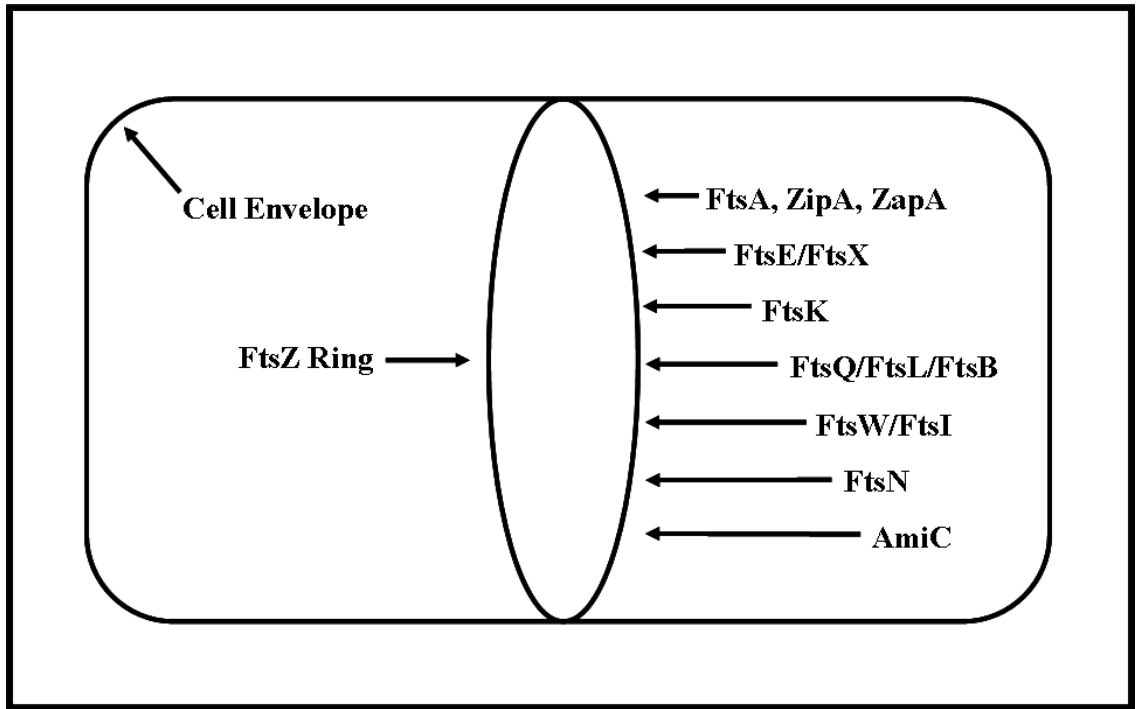 Cell Envelope
FtsZ Ring
FtsA, ZipA, ZapA
FtsE/FtsX
FtsK
FtsQ/FtsL/FtsB
FtsW/FtsI
FtsN
AmiC